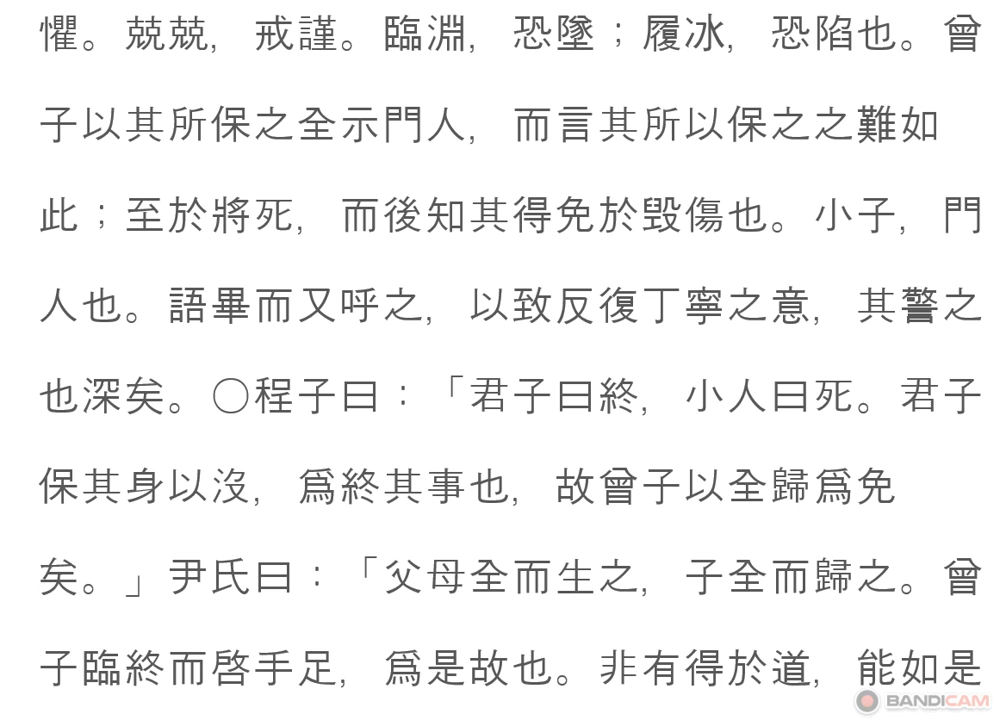 懼。兢兢，戒謹。臨淵，恐墜；履冰，恐陷也。曾
子以其所保之全示門人，而言其所以保之之難如
此；至於將死，而後知其得免於毀傷也。小子，門
人也。語畢而又呼之，以致反復丁寧之意，其警之
也深矣。〇程子曰：「君子曰終，小人曰死。君子
保其身以沒，爲終其事也，故曾子以全歸爲免
矣。」尹氏曰：「父母全而生之，子全而歸之。曾
子臨終而啓手足，爲是故也。非有得於道，能如是
BANDICAM